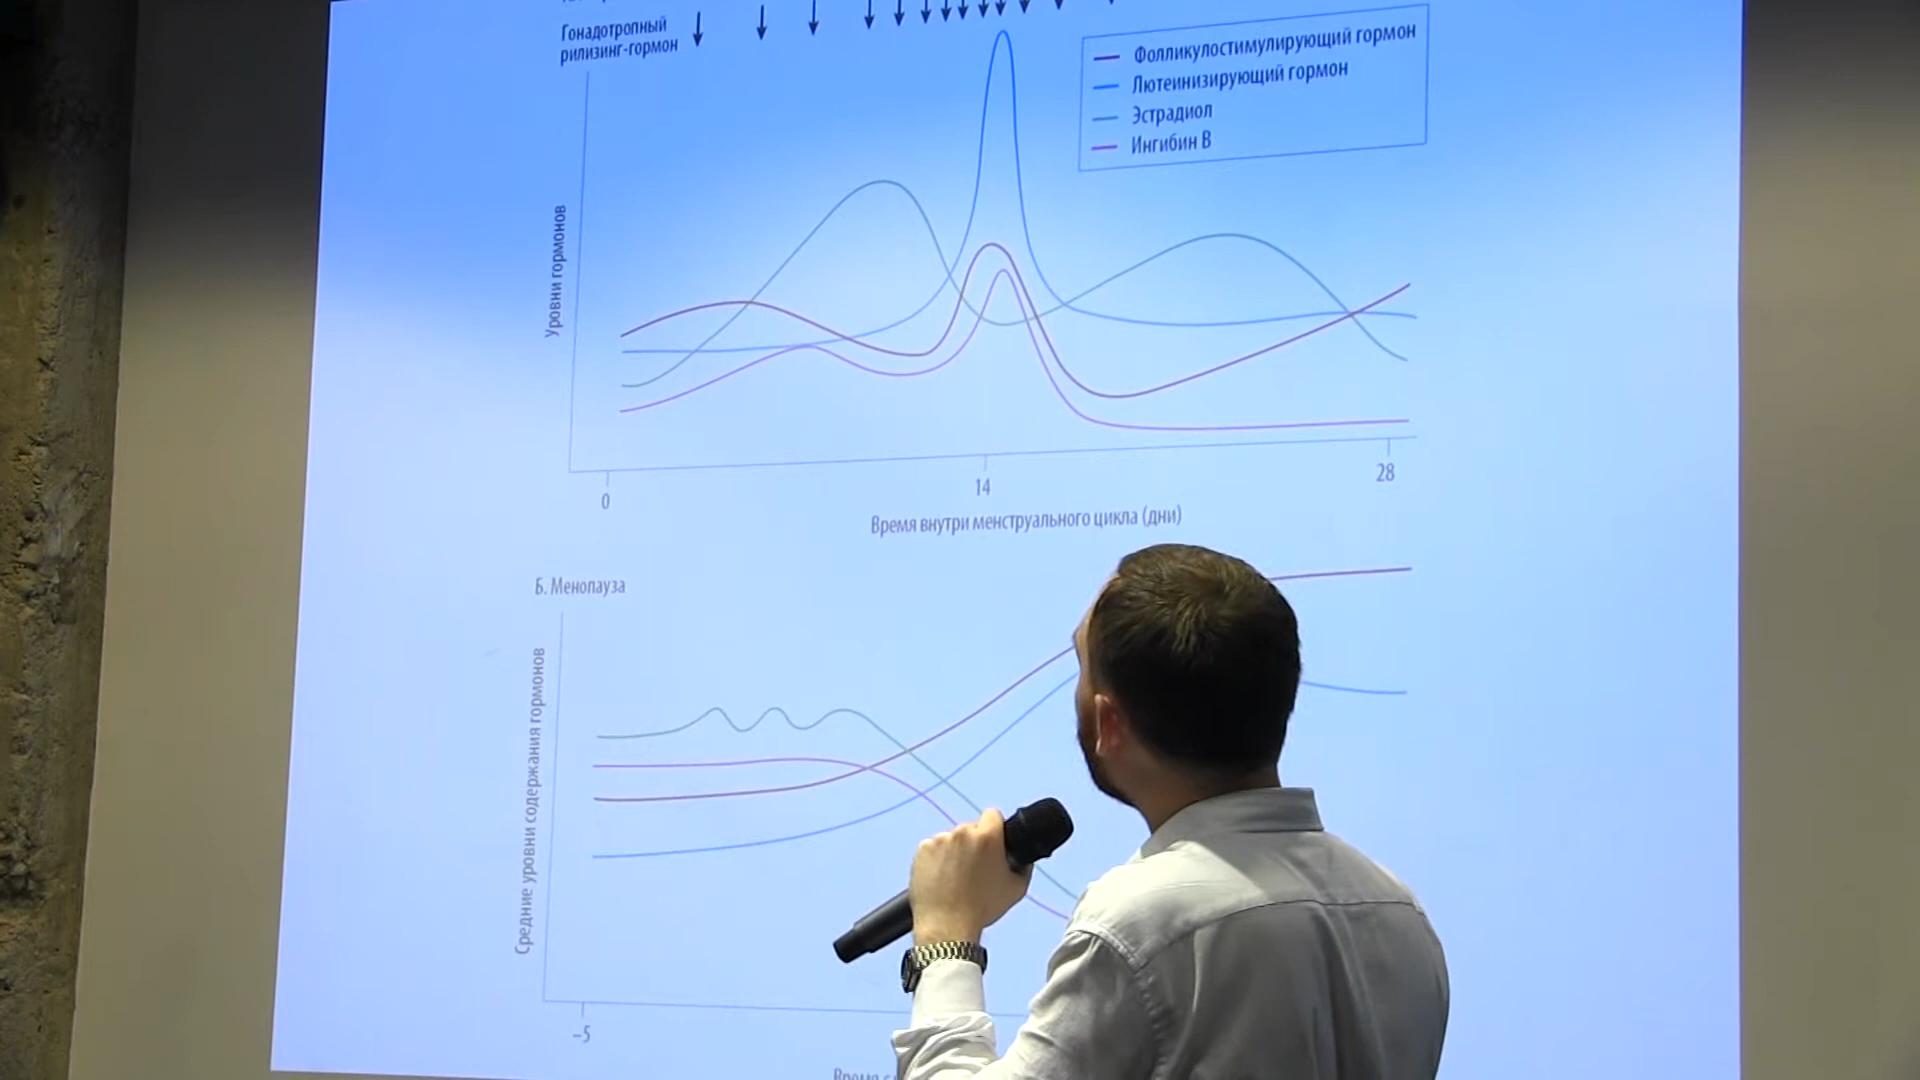 Гонадотропный
рилизинг-гормон
Фолликулостимулирующий гормон
Лютеинизирующий гормон
Эстрадиол
Ингибин В
Уровни гормонов
0
14
28
Время внутри менструального цикла (дни)
Б. Менопауза
Средние уровни содержания гормонов
–5
Время